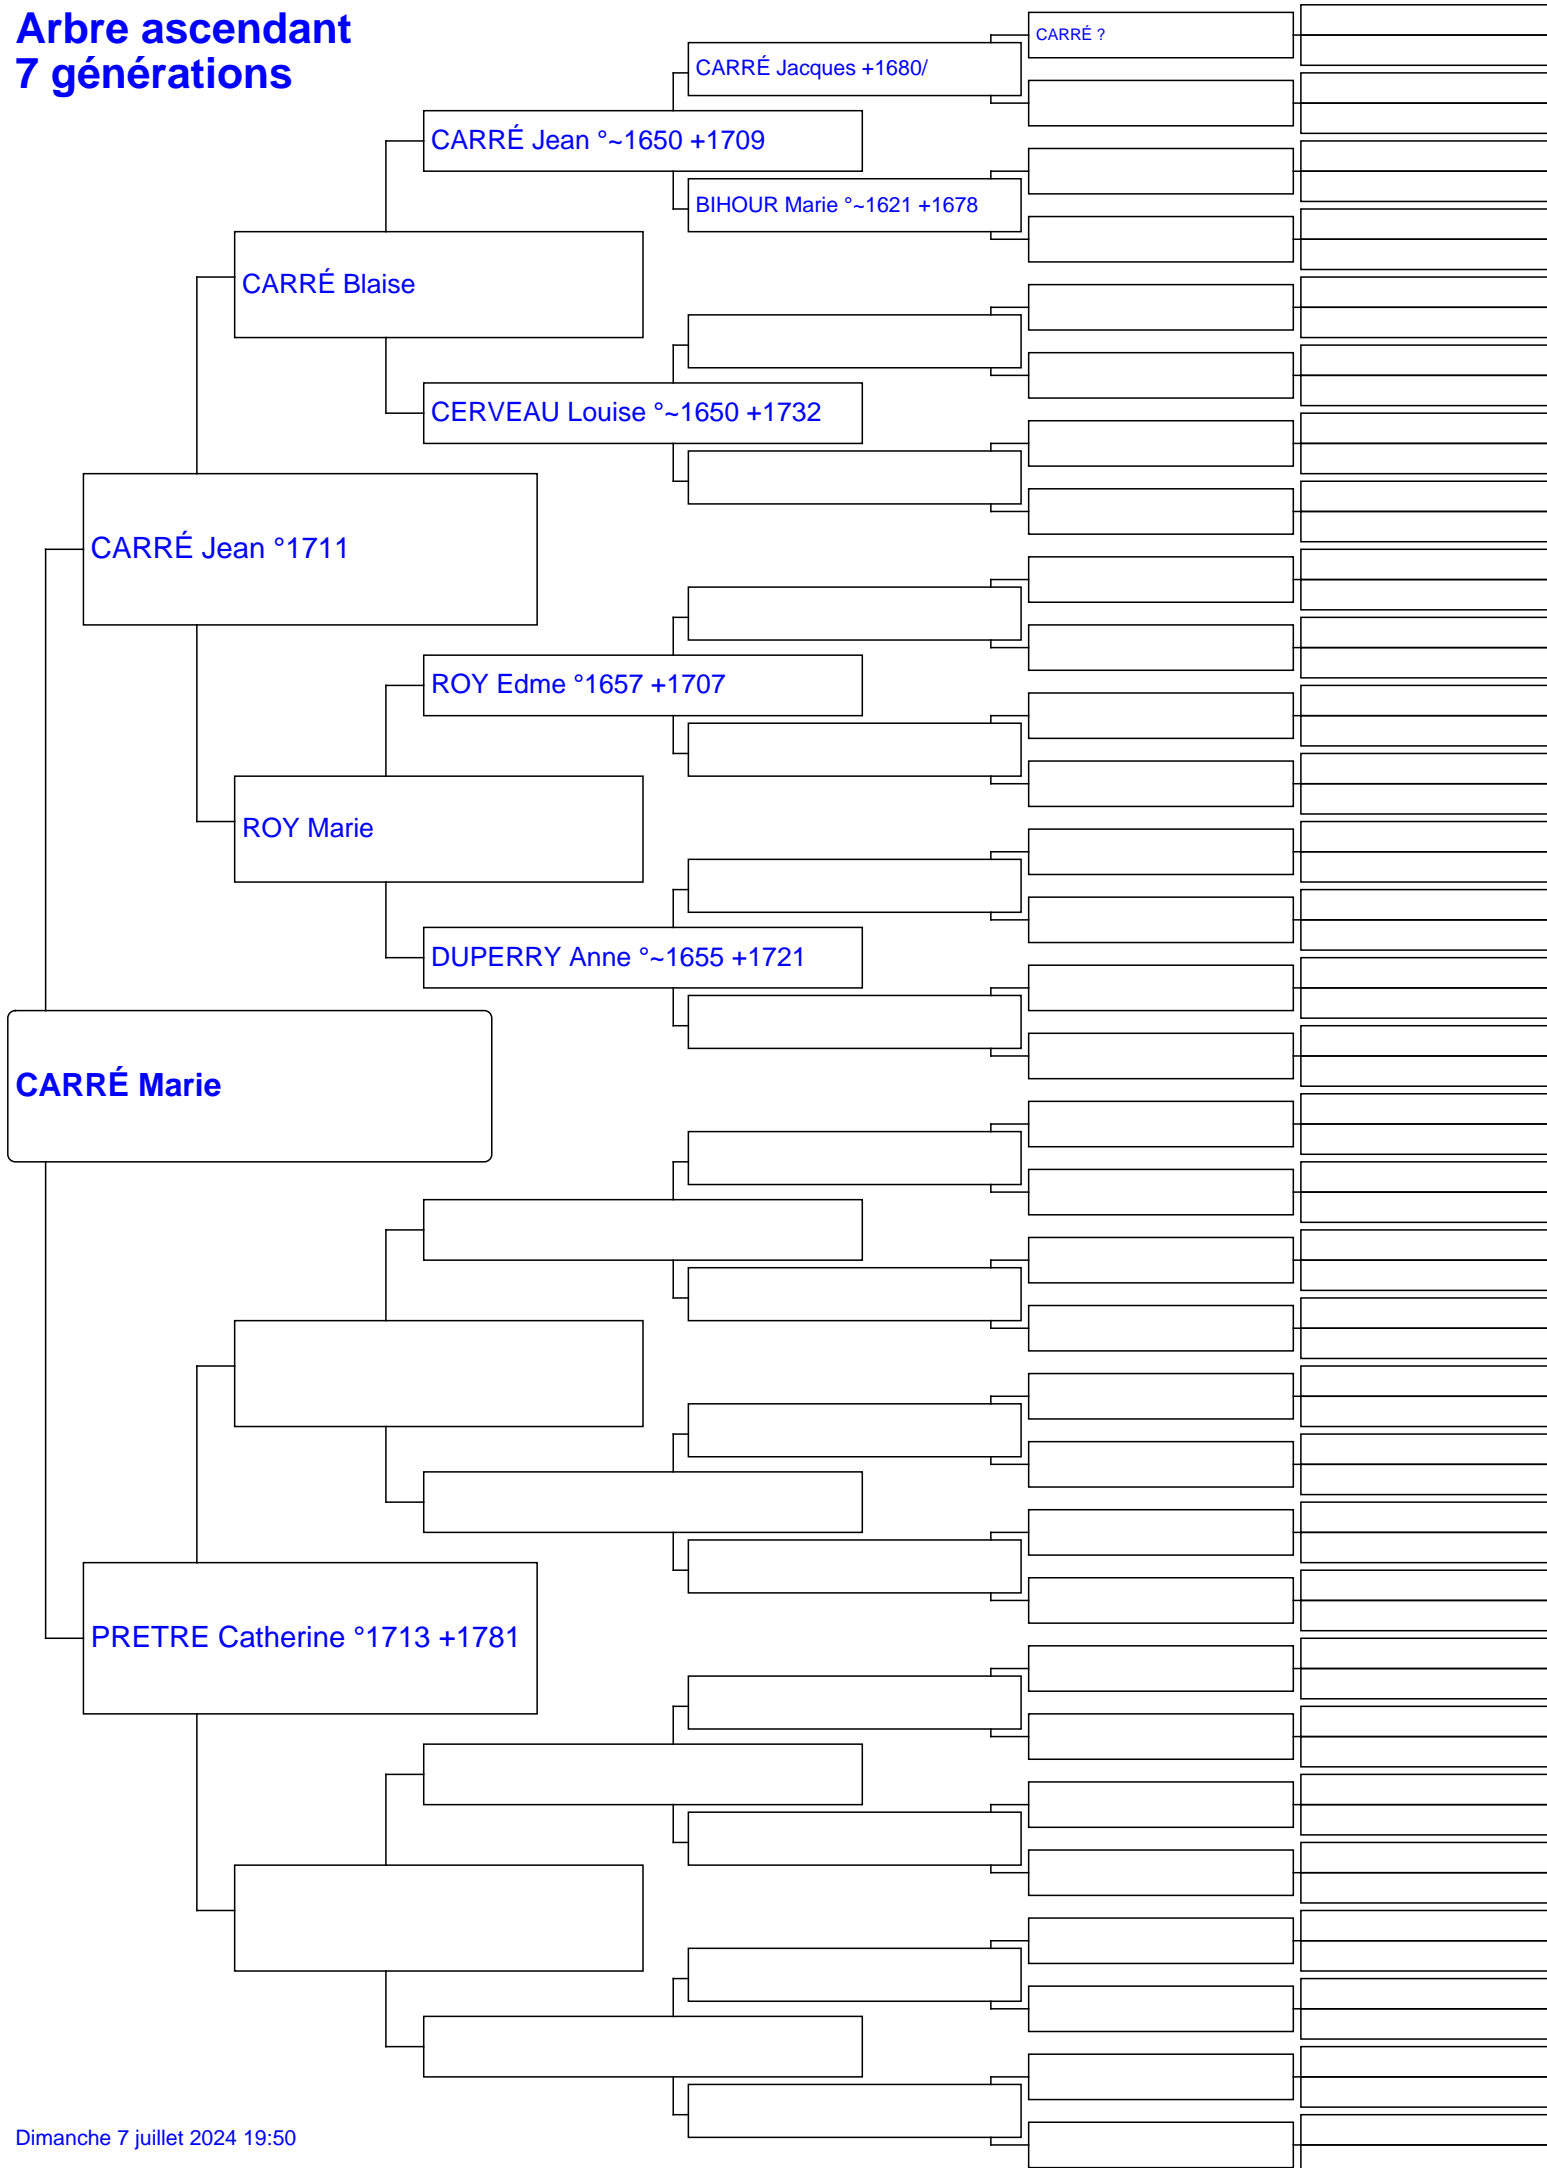 Arbre ascendant
7 générations
CARRÉ ?
CARRÉ Jacques +1680/
CARRÉ Jean °~1650 +1709
BIHOUR Marie °~1621 +1678
CARRÉ Blaise
CERVEAU Louise °~1650 +1732
CARRÉ Jean °1711
ROY Edme °1657 +1707
ROY Marie
DUPERRY Anne °~1655 +1721
CARRÉ Marie
PRETRE Catherine °1713 +1781
Dimanche 7 juillet 2024 19:50